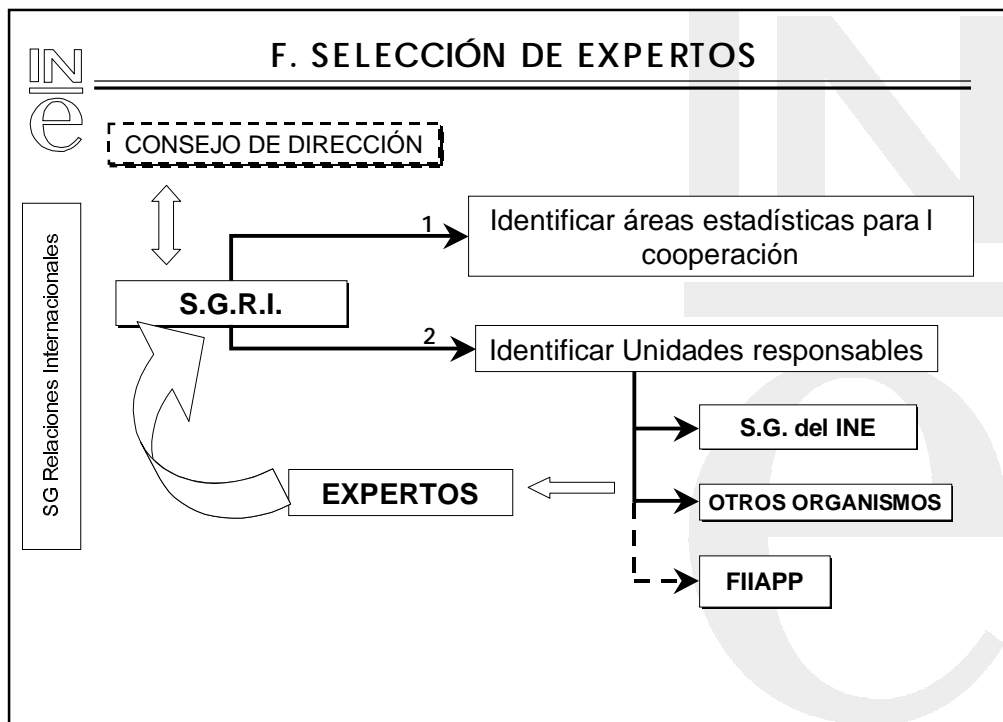 F. SELECCIÓN DE EXPERTOS
IN
e
CONSEJO DE DIRECCIÓN
SG Relaciones Internacionales
1
Identificar áreas estadísticas para l
cooperación
S.G.R.I.
2
Identificar Unidades responsables
S.G. del INE
EXPERTOS
OTROS ORGANISMOS
FIIAPP